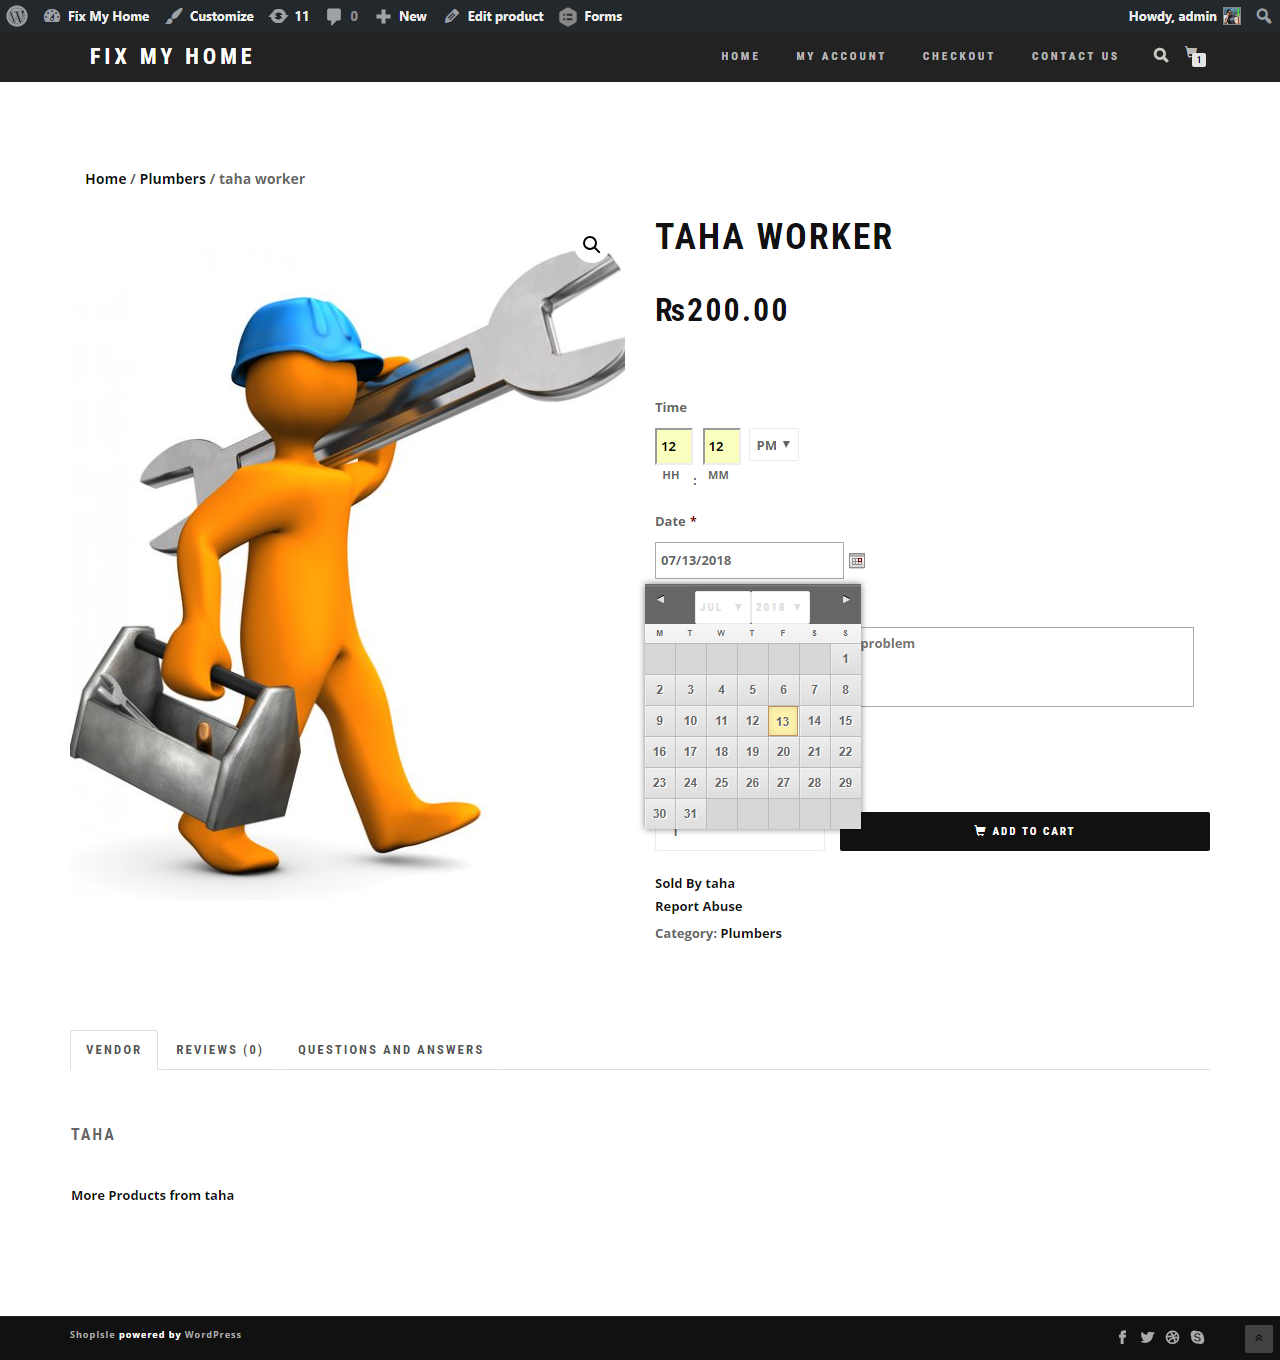 Fix My Home Customize 11 0 New Edit product Forms Howdy, admin
FIX MY HOME HOME MY ACCOUNT CHECKOUT CONTACT US 1
Home / Plumbers / taha worker
TAHA WORKER
₨200.00
Time
12 12 PM
HH : MM
Date *
07/13/2018
JUL 2018
M T W T F S S
1
2 3 4 5 6 7 8
9 10 11 12 13 14 15
16 17 18 19 20 21 22
23 24 25 26 27 28 29
30 31
problem
ADD TO CART
Sold By taha
Report Abuse
Category: Plumbers
VENDOR REVIEWS (0) QUESTIONS AND ANSWERS
TAHA
More Products from taha
ShopIsle powered by WordPress